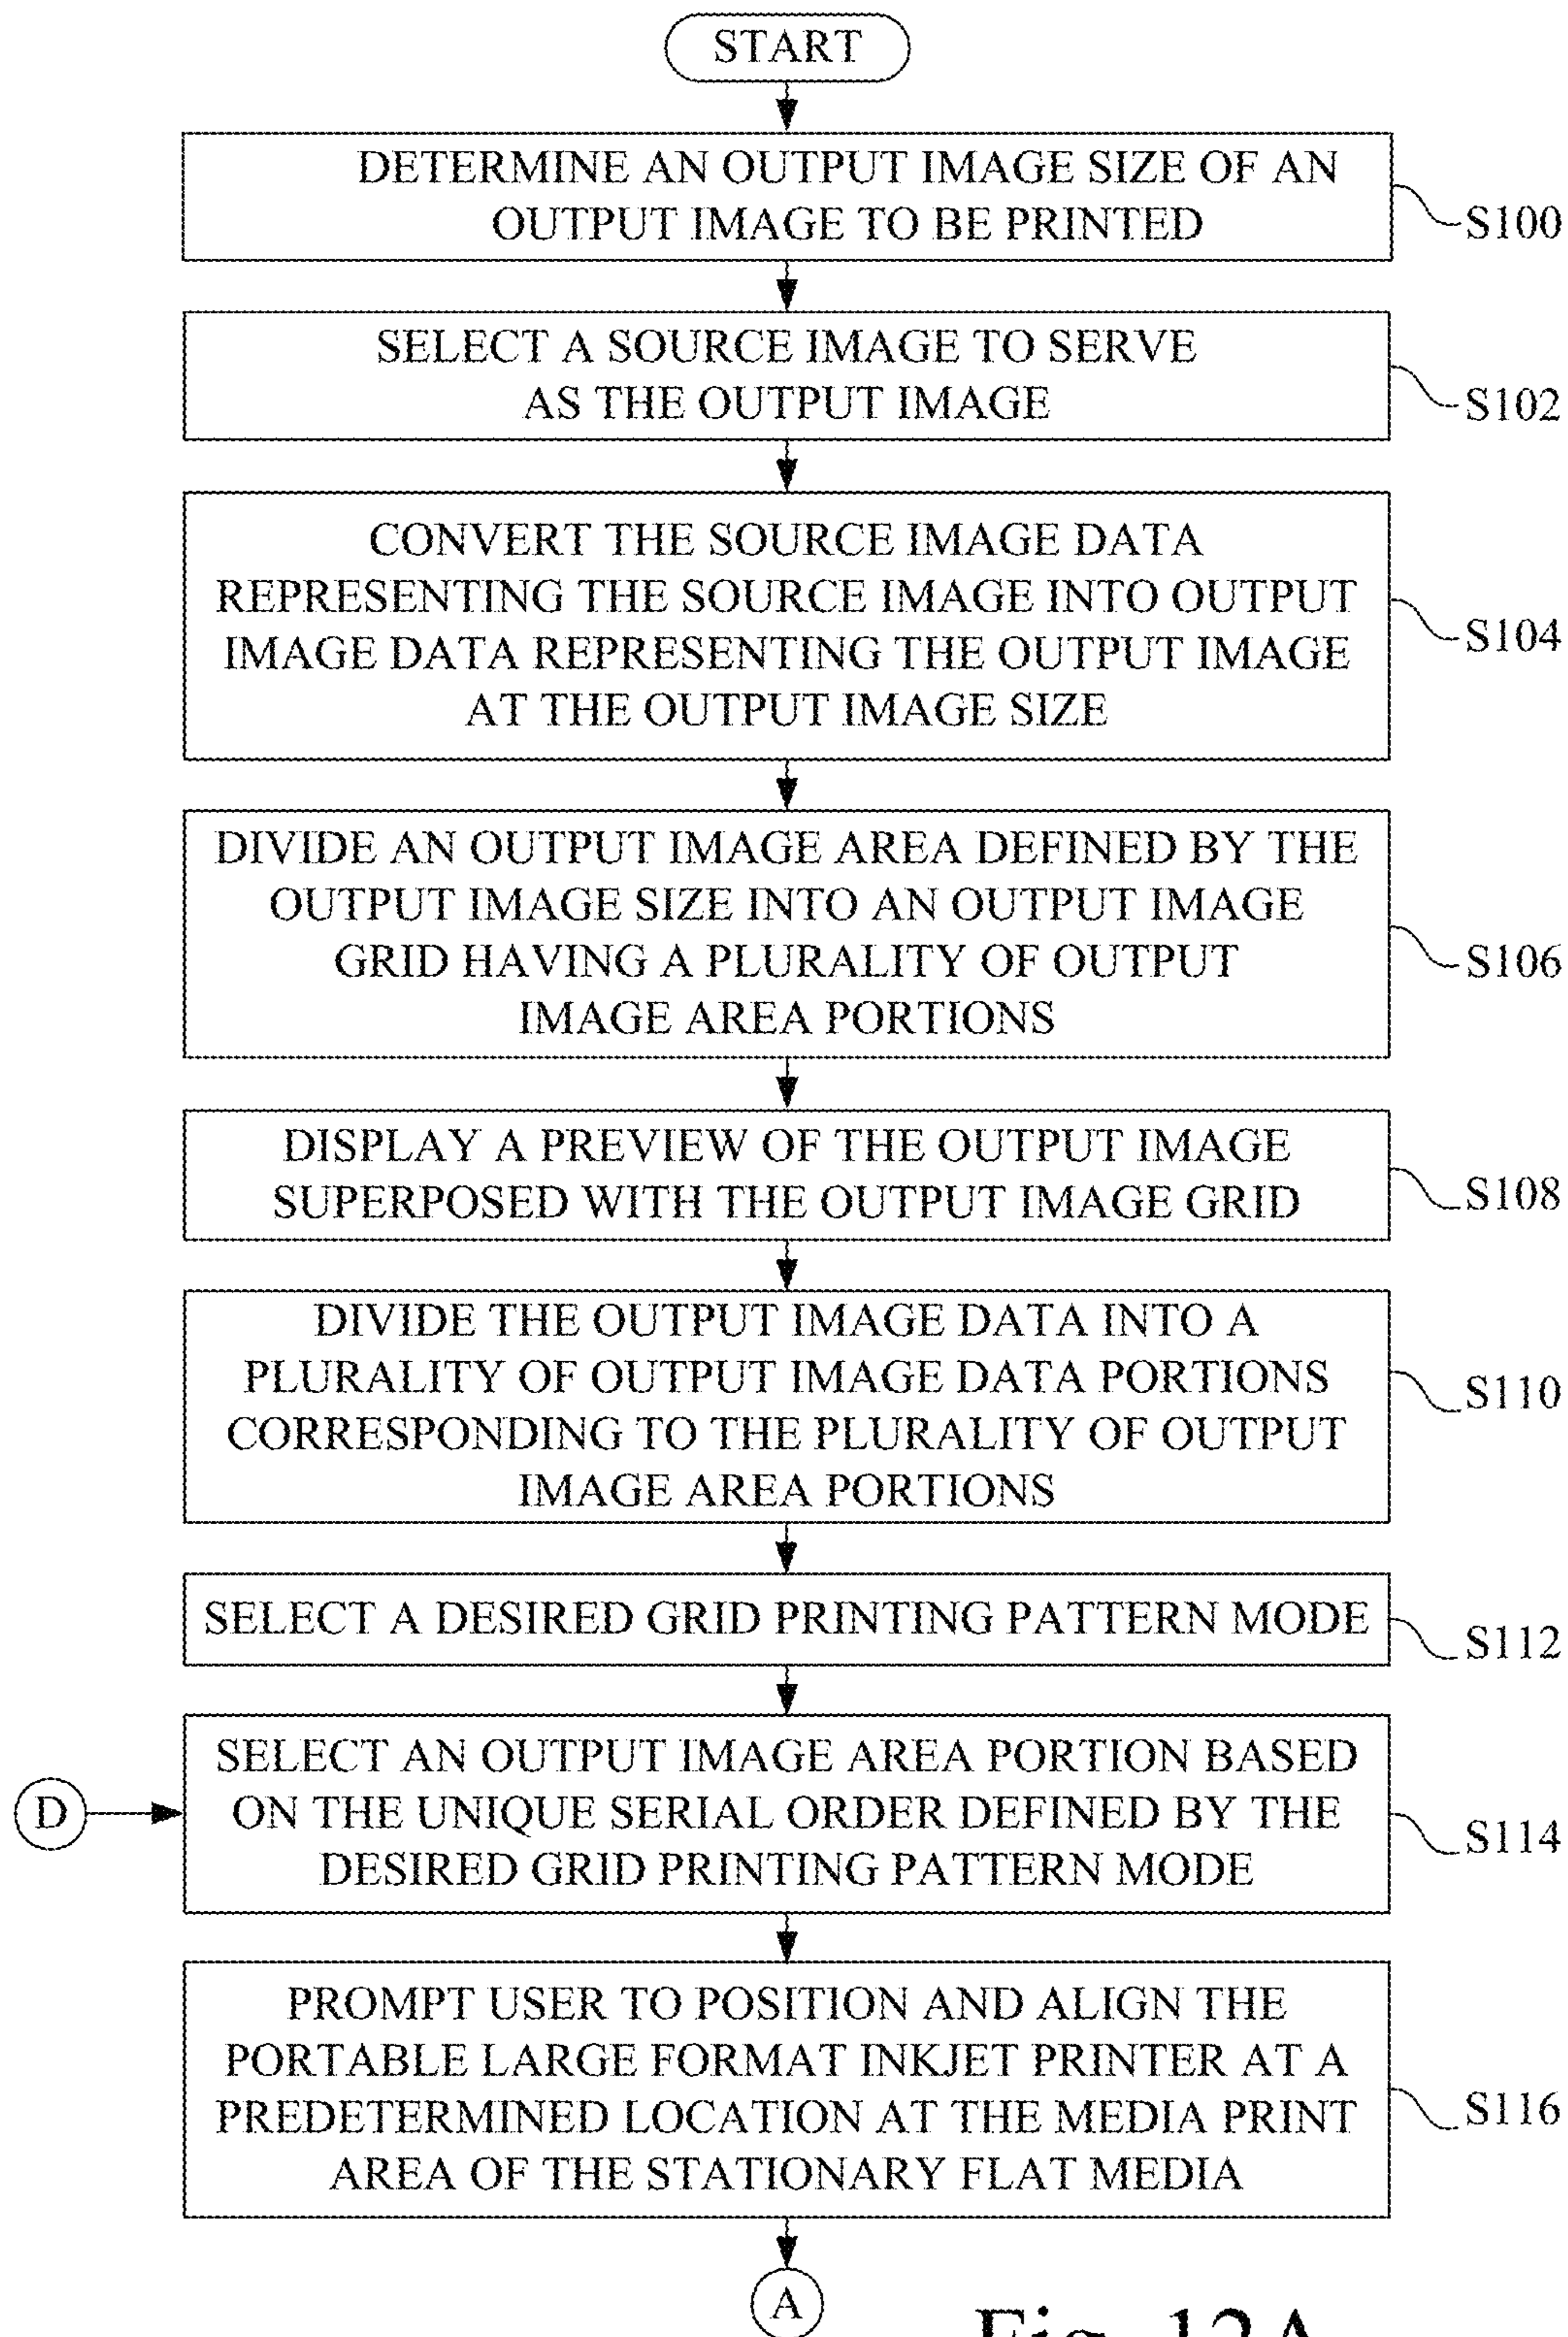 START
DETERMINE AN OUTPUT IMAGE SIZE OF AN
OUTPUT IMAGE TO BE PRINTED
S100
SELECT A SOURCE IMAGE TO SERVE
AS THE OUTPUT IMAGE
S102
CONVERT THE SOURCE IMAGE DATA
REPRESENTING THE SOURCE IMAGE INTO OUTPUT
IMAGE DATA REPRESENTING THE OUTPUT IMAGE
AT THE OUTPUT IMAGE SIZE
S104
DIVIDE AN OUTPUT IMAGE AREA DEFINED BY THE
OUTPUT IMAGE SIZE INTO AN OUTPUT IMAGE
GRID HAVING A PLURALITY OF OUTPUT
IMAGE AREA PORTIONS
S106
DISPLAY A PREVIEW OF THE OUTPUT IMAGE
SUPERPOSED WITH THE OUTPUT IMAGE GRID
S108
DIVIDE THE OUTPUT IMAGE DATA INTO A
PLURALITY OF OUTPUT IMAGE DATA PORTIONS
CORRESPONDING TO THE PLURALITY OF OUTPUT
IMAGE AREA PORTIONS
S110
SELECT A DESIRED GRID PRINTING PATTERN MODE
S112
D
SELECT AN OUTPUT IMAGE AREA PORTION BASED
ON THE UNIQUE SERIAL ORDER DEFINED BY THE
DESIRED GRID PRINTING PATTERN MODE
S114
PROMPT USER TO POSITION AND ALIGN THE
PORTABLE LARGE FORMAT INKJET PRINTER AT A
PREDETERMINED LOCATION AT THE MEDIA PRINT
AREA OF THE STATIONARY FLAT MEDIA
S116
A
Fig. 12A